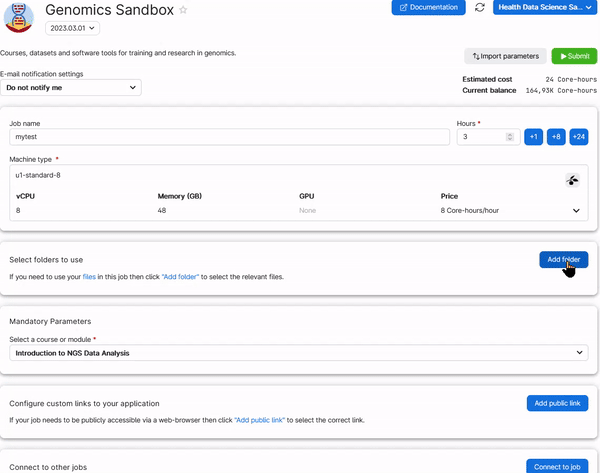 Genomics Sandbox
Documentation
Health Data Science Sa...
2023.03.01
Courses, datasets and software tools for training and research in genomics.
Import parameters
Submit
E-mail notification settings
Do not notify me
Estimated cost 24 Core-hours
Current balance 164,93K Core-hours
Job name
Hours *
mytest
3
+1
+8
+24
Machine type *
u1-standard-8
vCPU Memory (GB) GPU Price
8 48 None 8 Core-hours/hour
Select folders to use
Add folder
If you need to use your files in this job then click "Add folder" to select the relevant files.
Mandatory Parameters
Select a course or module *
Introduction to NGS Data Analysis
Configure custom links to your application
Add public link
If your job needs to be publicly accessible via a web-browser then click "Add public link" to select the correct link.
Connect to other jobs
Connect to job